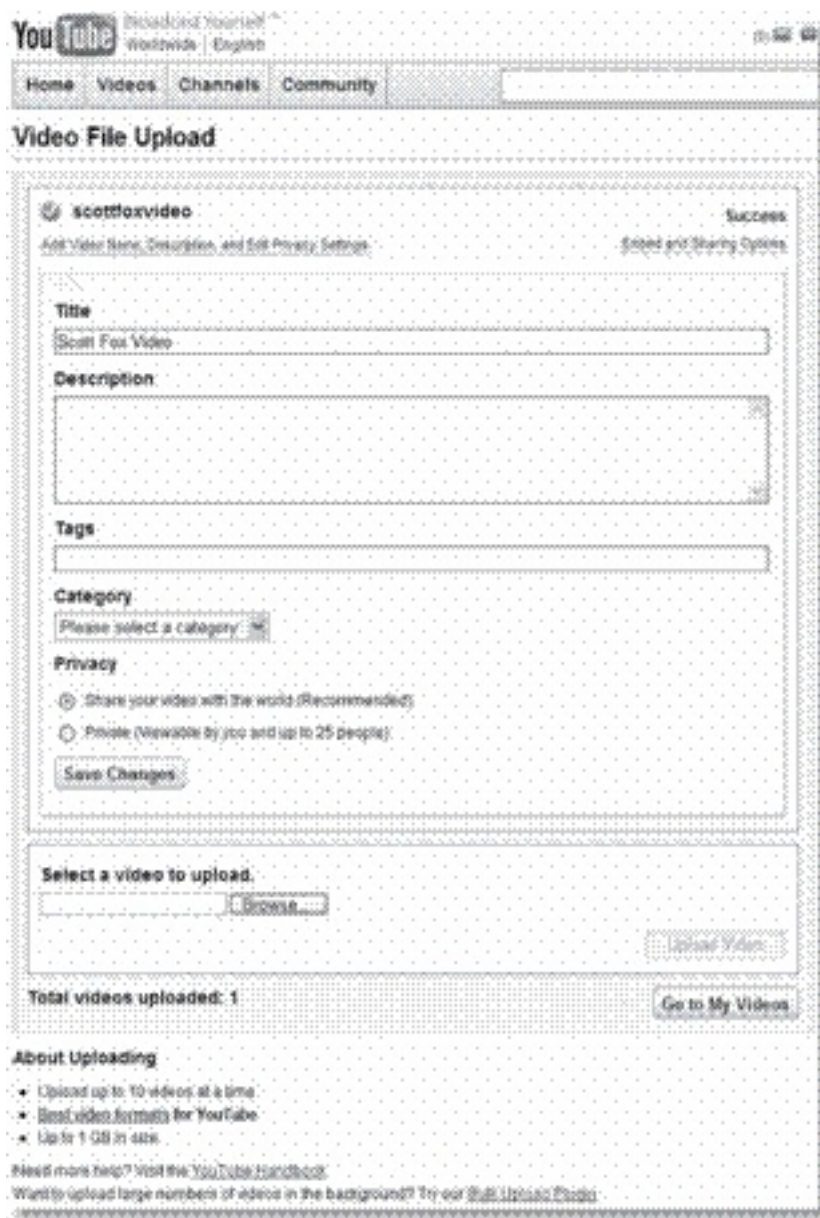 YouTube Broadcast Yourself
Worldwide | English
(0)
Home Videos Channels Community
Video File Upload
scottfoxvideo Success
Add Video Name, Description, and Edit Privacy Settings Embed and Sharing Options
Title
Scott Fox Video
Description
Tags
Category
Please select a category
Privacy
Share your video with the world (Recommended)
Private (Viewable by you and up to 25 people)
Save Changes
Select a video to upload.
Browse...
Upload Video
Total videos uploaded: 1 Go to My Videos
About Uploading
• Upload up to 10 videos at a time
• Best video formats for YouTube
• Up to 1 GB in size.
Need more help? Visit the YouTube Handbook
Want to upload large numbers of videos in the background? Try our Bulk Upload Plugin